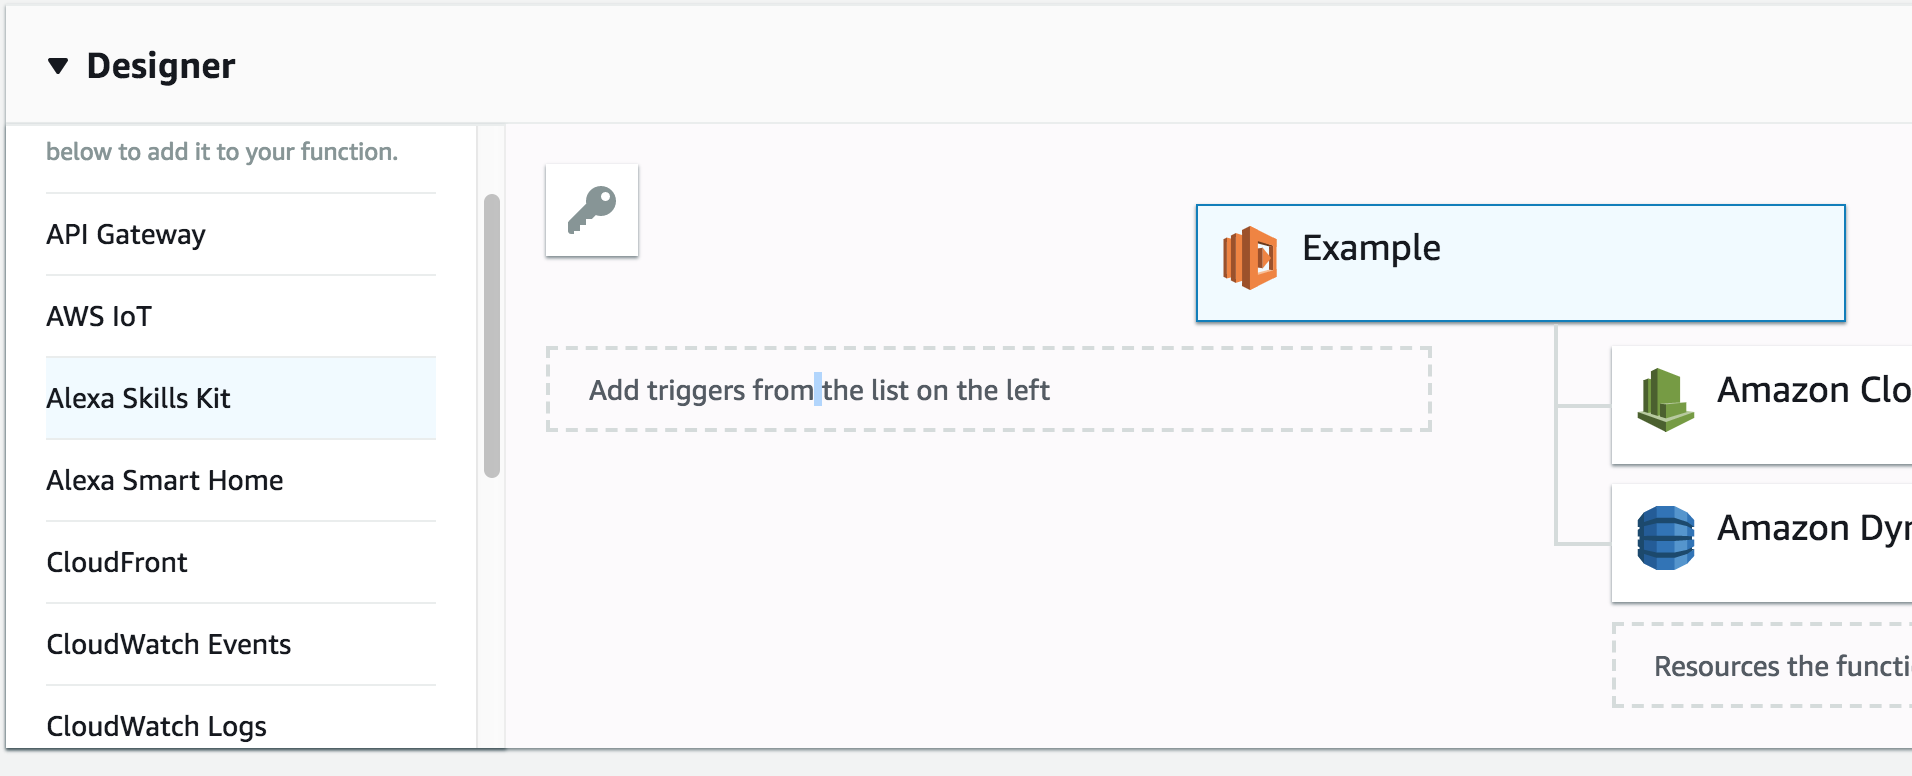 Designer
below to add it to your function.
API Gateway
AWS IoT
Alexa Skills Kit
Alexa Smart Home
CloudFront
CloudWatch Events
CloudWatch Logs
Example
Add triggers from the list on the left
Amazon Clo
Amazon Dyn
Resources the functi